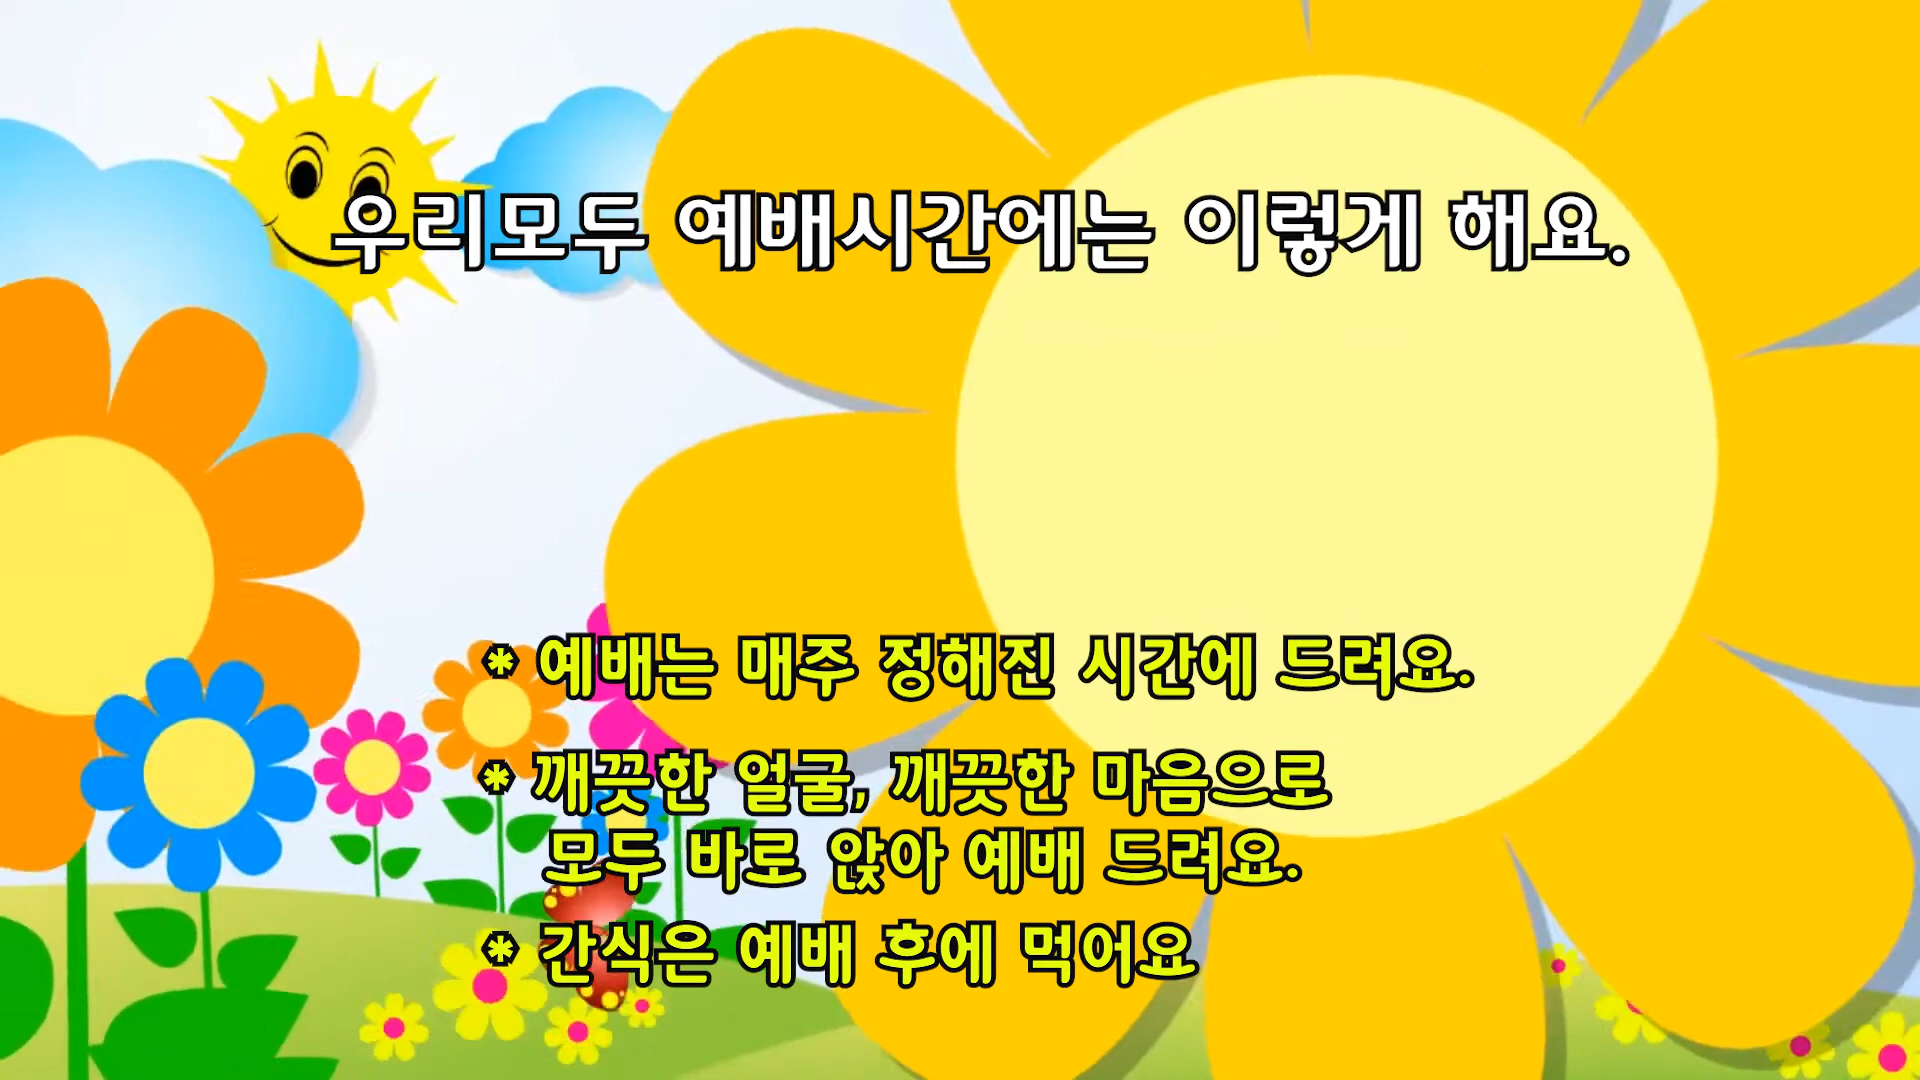 우리모두 예배시간에는 이렇게 해요.
* 예배는 매주 정해진 시간에 드려요.
* 깨끗한 얼굴, 깨끗한 마음으로
모두 바로 앉아 예배 드려요.
* 간식은 예배 후에 먹어요